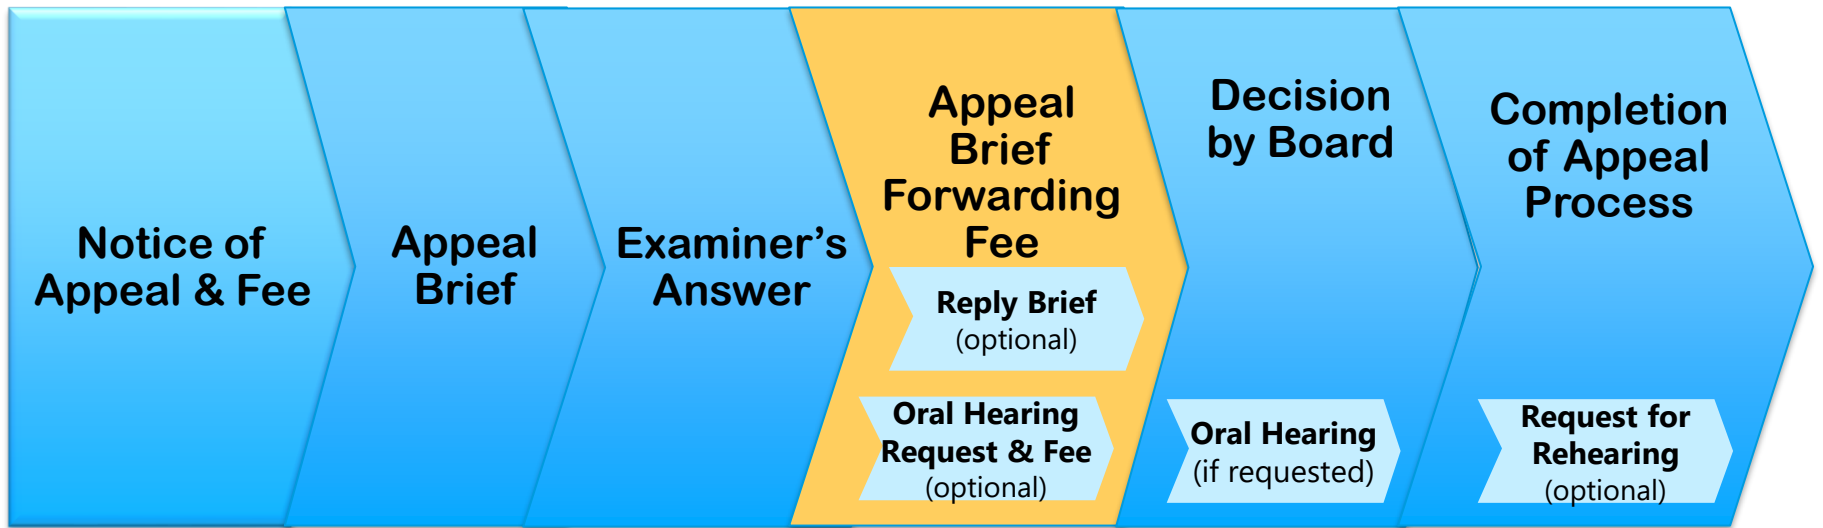 Notice of
Appeal & Fee
Appeal
Brief
Examiner’s
Answer
Appeal
Brief
Forwarding
Fee
Reply Brief
(optional)
Oral Hearing
Request & Fee
(optional)
Decision
by Board
Oral Hearing
(if requested)
Completion
of Appeal
Process
Request for
Rehearing
(optional)